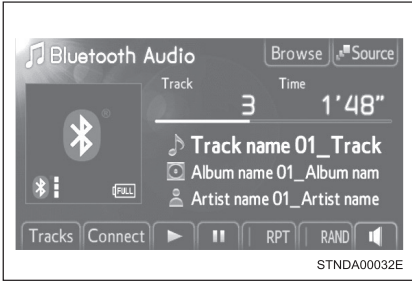 Bluetooth Audio
Browse
Source
Track
Time
3
1'48"
Track name 01_Track
Album name 01_Album nam
Artist name 01_Artist name
®
FULL
Tracks
Connect
RPT
RAND
STNDA00032E